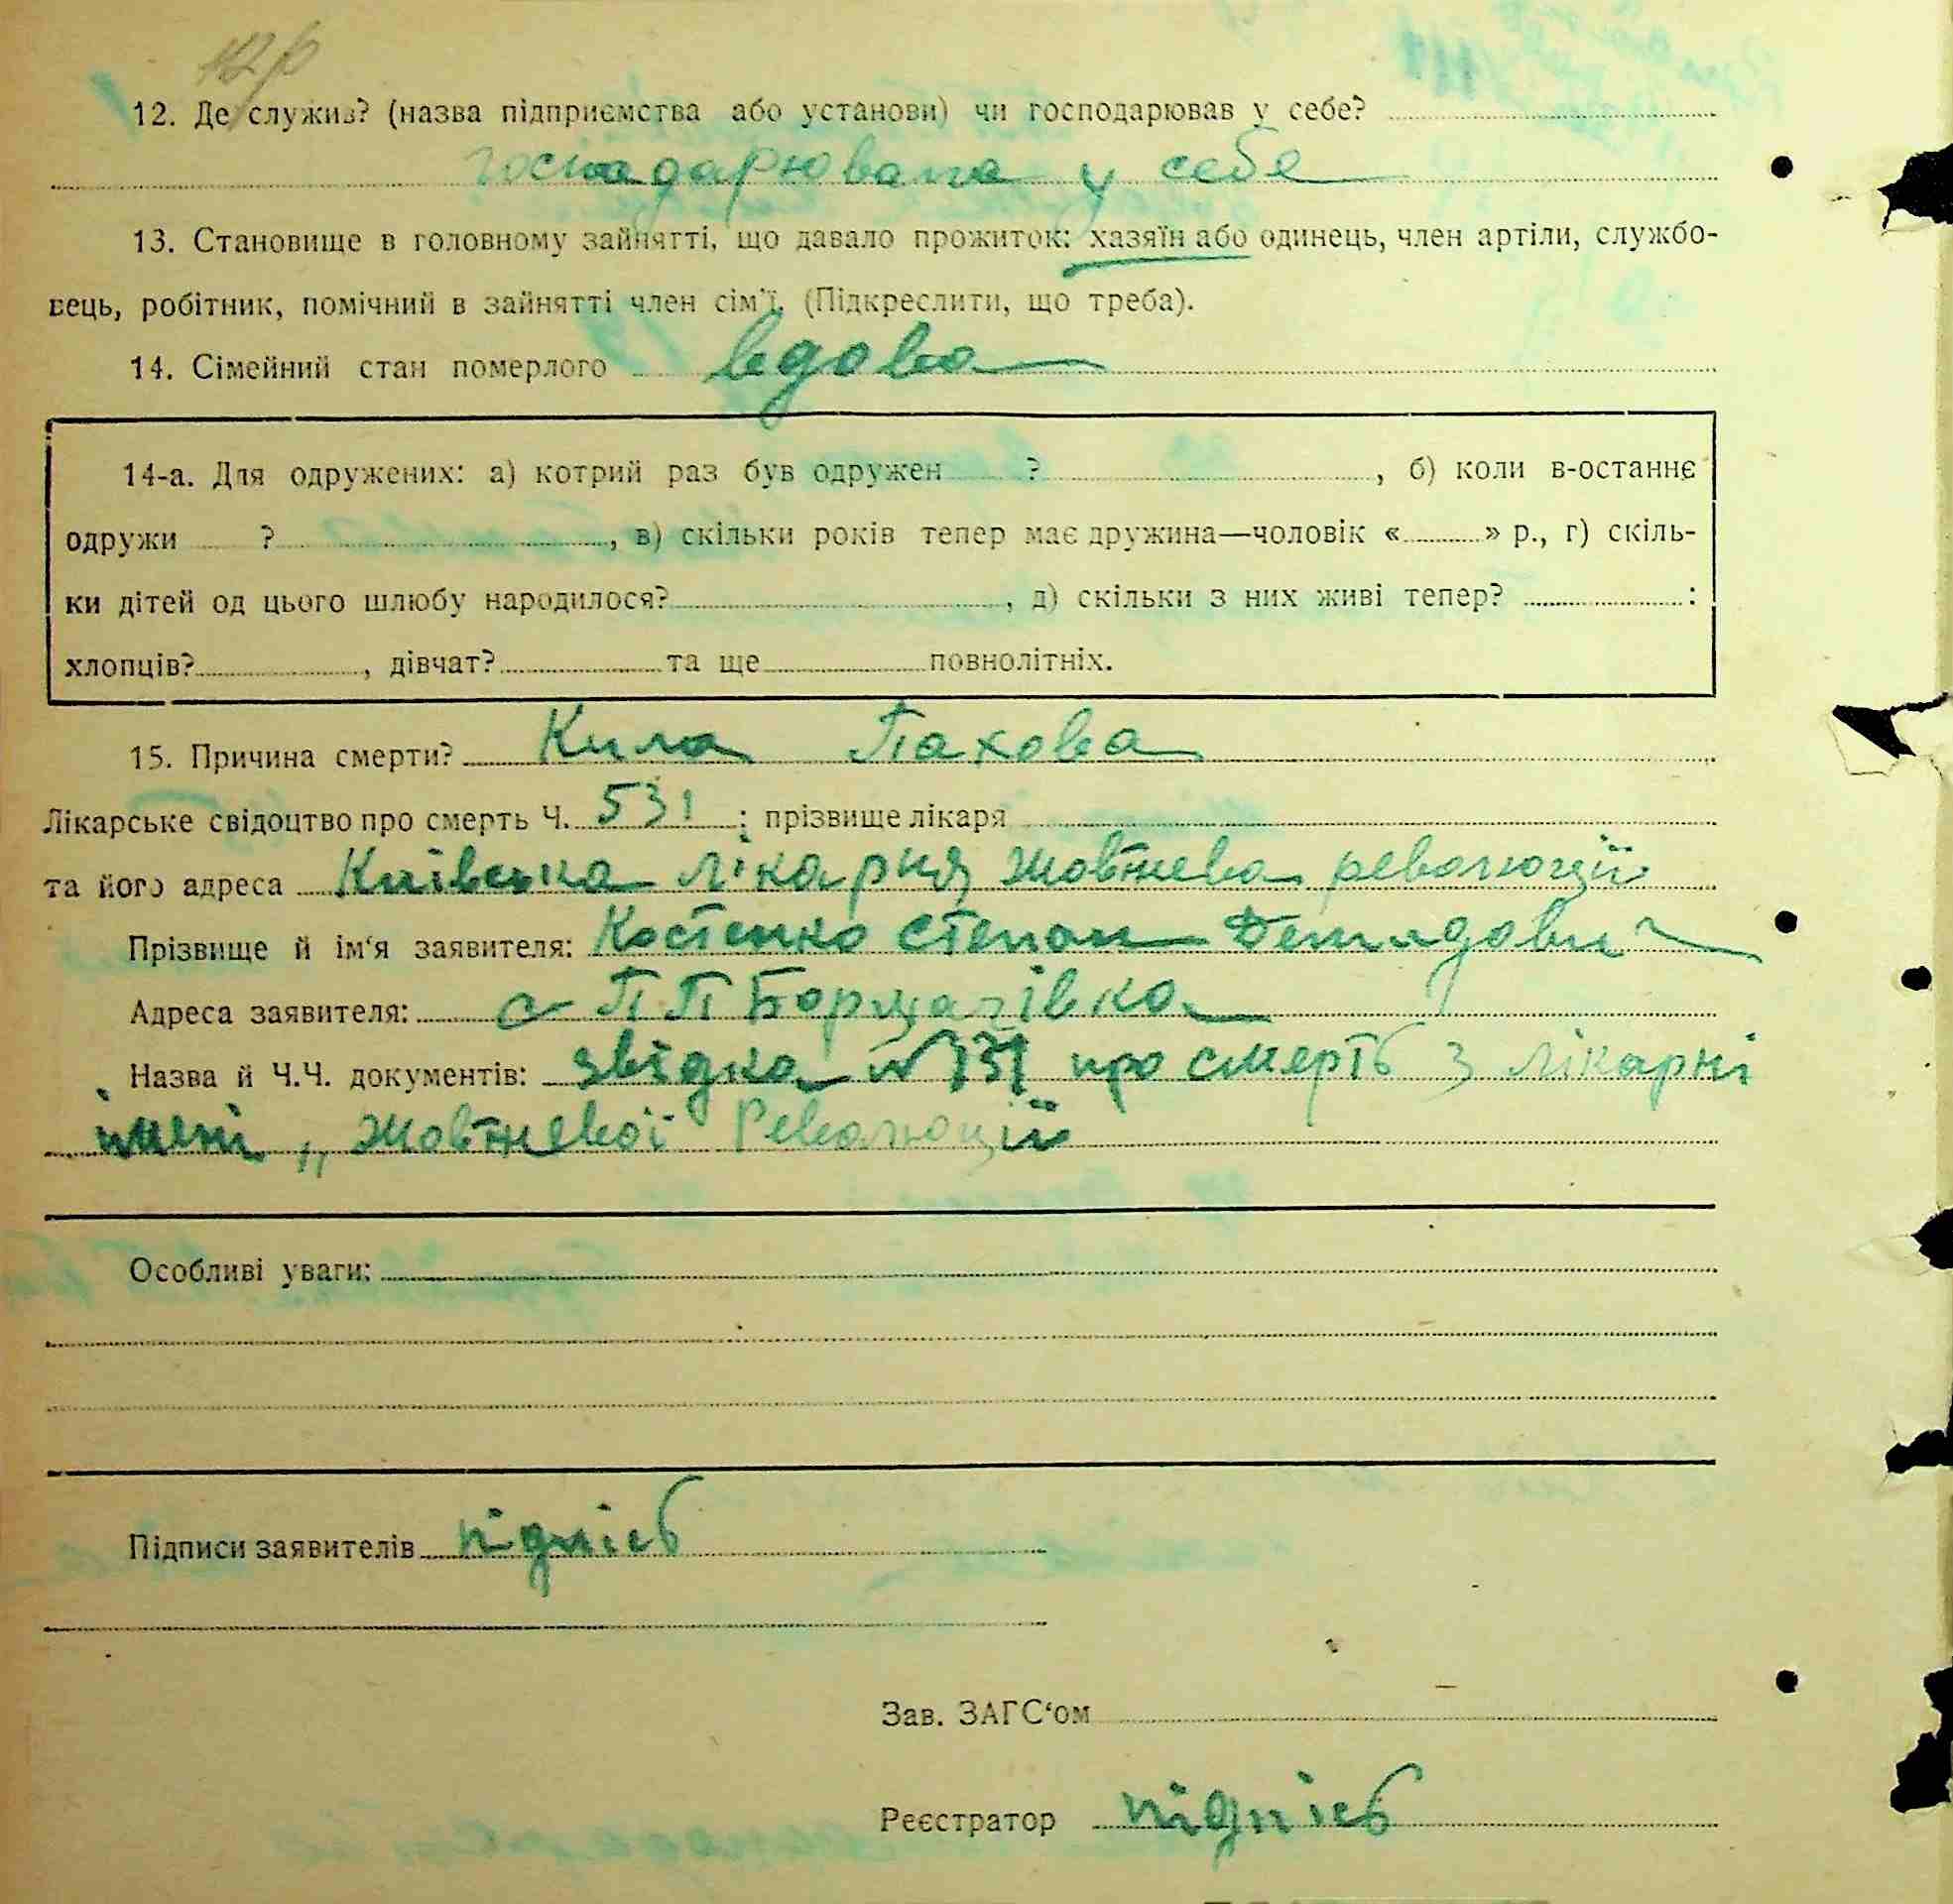 12. Де служив? (назва підприємства або установи) чи господарював у себе?
господарювала у себе
13. Становище в головному зайнятті, що давало прожиток: хазяїн або одинець, член артіли, службо-
вець, робітник, помічний в зайнятті член сім'ї. (Підкреслити, що треба).
14. Сімейний стан померлого вдова
14-а. Для одружених: а) котрий раз був одружен ? , б) коли в-останнє
одружи ? , в) скільки років тепер має дружина—чоловік « » р., г) скіль-
ки дітей од цього шлюбу народилося? , д) скільки з них живі тепер? :
хлопців? , дівчат? та ще повнолітніх.
15. Причина смерти? Кила Пахова
Лікарське свідоцтво про смерть Ч. 531 ; прізвище лікаря
та його адреса Київська лікарня Жовтнева революції
Прізвище й ім'я заявителя: Костенко Степан
Адреса заявителя: с П П Борщагівка
Назва й Ч.Ч. документів: звідка № про смерть з лікарні
імені „ Жовтневої Революції
Особливі уваги:
Підписи заявителів підпісь
Зав. ЗАГС'ом
Реєстратор підпісь